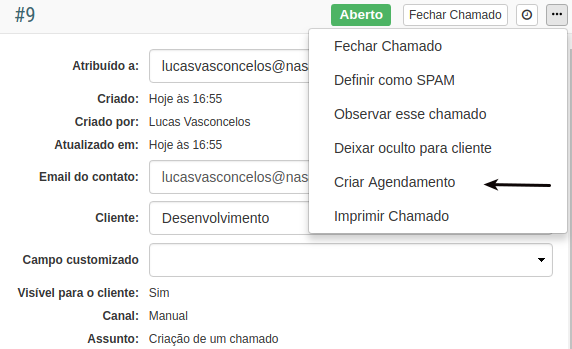 #9
Aberto
Fechar Chamado
Fechar Chamado
Definir como SPAM
Observar esse chamado
Deixar oculto para cliente
Criar Agendamento
Imprimir Chamado
Atribuído a: lucasvasconcelos@nas
Criado: Hoje às 16:55
Criado por: Lucas Vasconcelos
Atualizado em: Hoje às 16:55
Email do contato: lucasvasconcelos@nas
Cliente: Desenvolvimento
Campo customizado
Visível para o cliente: Sim
Canal: Manual
Assunto: Criação de um chamado